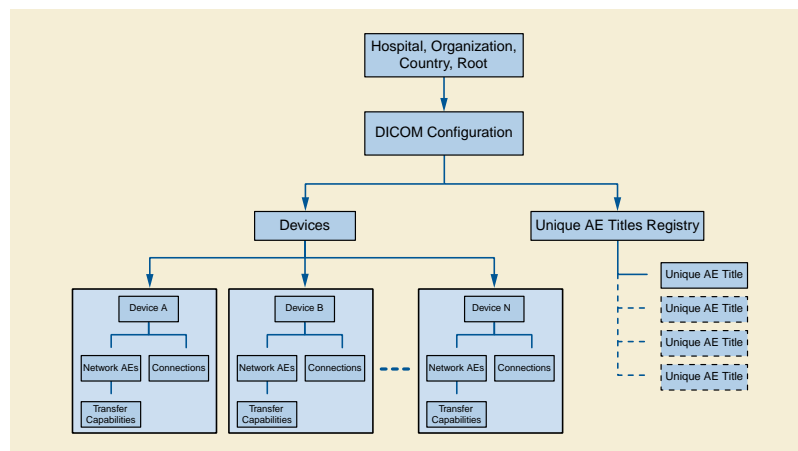 Hospital, Organization,
Country, Root
DICOM Configuration
Devices
Unique AE Titles Registry
Unique AE Title
Unique AE Title
Unique AE Title
Unique AE Title
Device A
Network AEs
Connections
Transfer
Capabilities
Device B
Network AEs
Connections
Transfer
Capabilities
Device N
Network AEs
Connections
Transfer
Capabilities